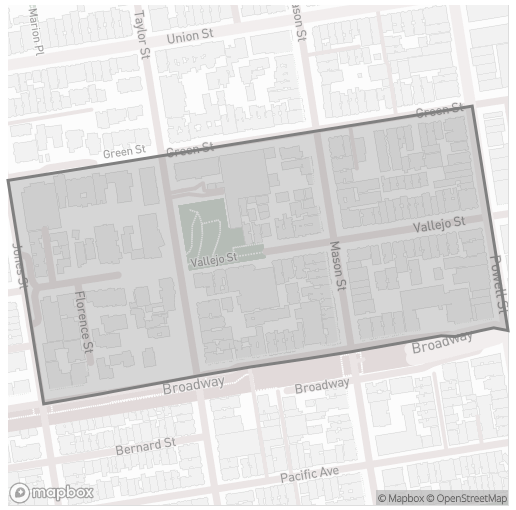 Marion Pl
Taylor St
Union St
Mason St
Green St
Green St
Green St
Vallejo St
Vallejo St
Jones St
Florence St
Mason St
Powell St
Broadway
Broadway
Broadway
Bernard St
Pacific Ave
mapbox
© Mapbox © OpenStreetMap